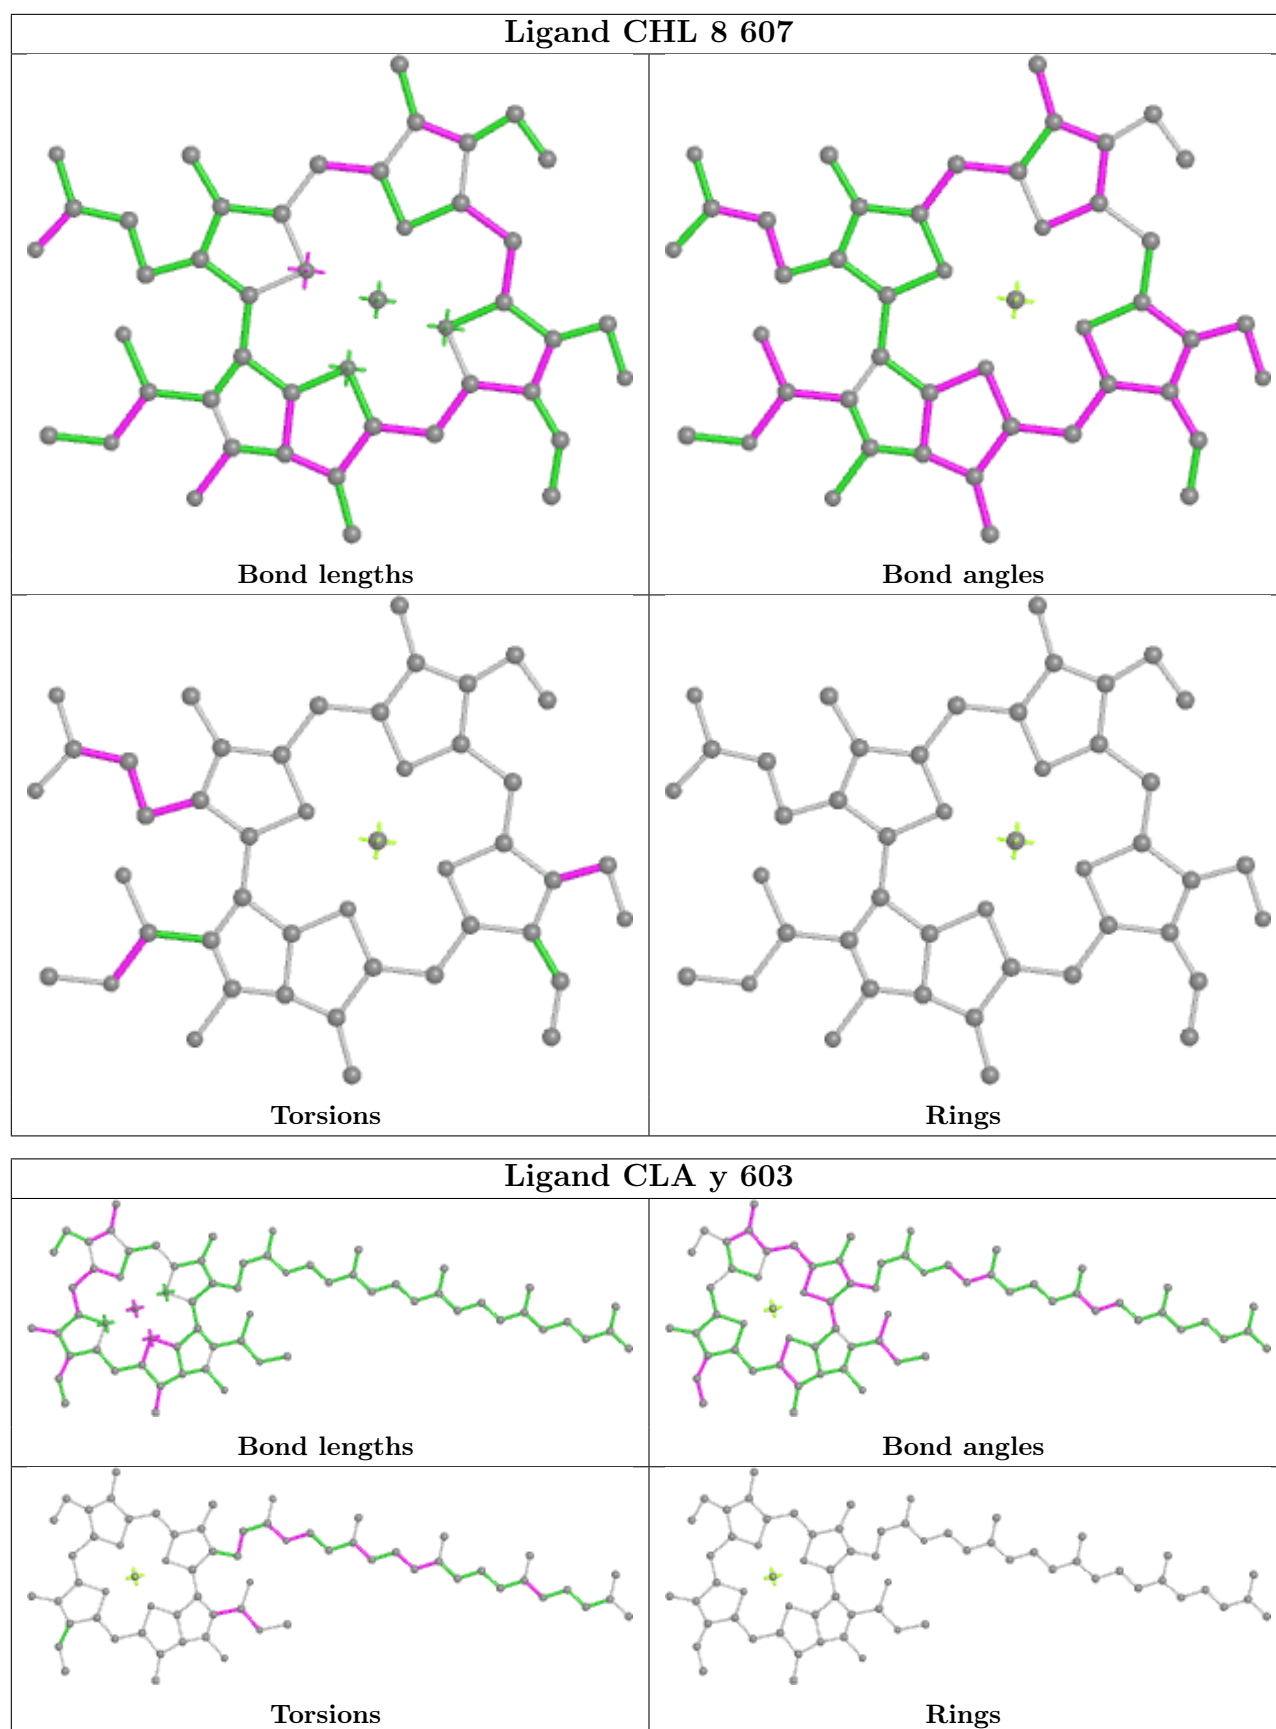 Ligand CHL 8 607
Bond lengths
Bond angles
Torsions
Rings
Ligand CLA y 603
Bond lengths
Bond angles
Torsions
Rings